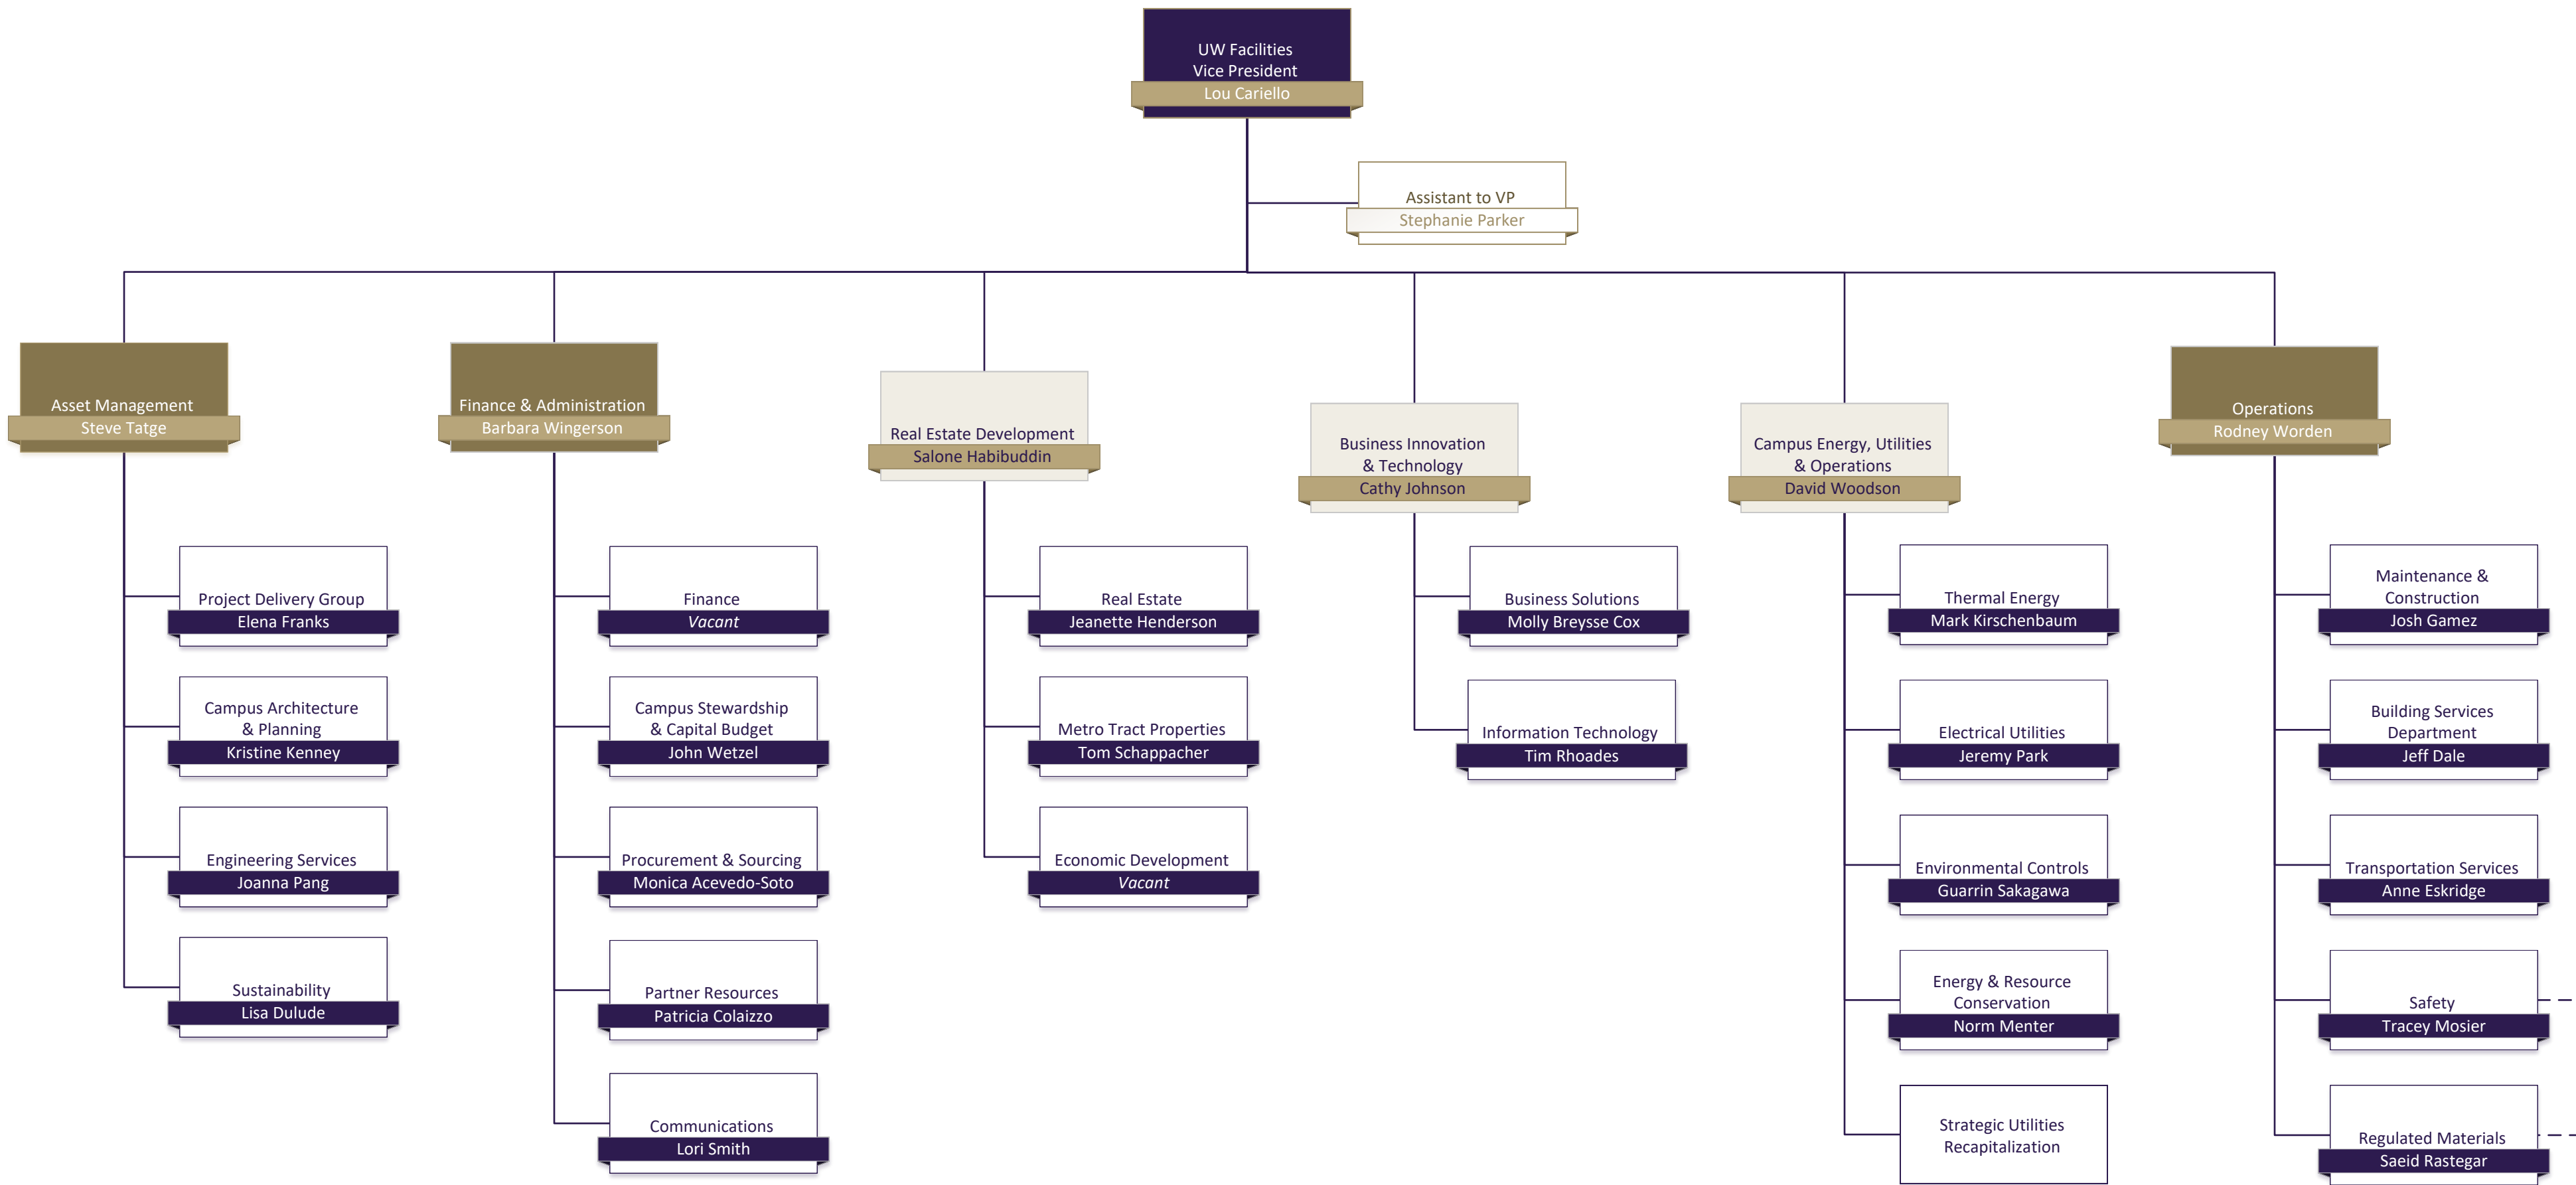 UW Facilities
Vice President
Lou Cariello
Assistant to VP
Stephanie Parker
Asset Management
Steve Tatge
Project Delivery Group
Elena Franks
Campus Architecture
& Planning
Kristine Kenney
Engineering Services
Joanna Pang
Sustainability
Lisa Dulude
Finance & Administration
Barbara Wingerson
Finance
Vacant
Campus Stewardship
& Capital Budget
John Wetzel
Procurement & Sourcing
Monica Acevedo-Soto
Partner Resources
Patricia Colaizzo
Communications
Lori Smith
Real Estate Development
Salone Habibuddin
Real Estate
Jeanette Henderson
Metro Tract Properties
Tom Schappacher
Economic Development
Vacant
Business Innovation
& Technology
Cathy Johnson
Business Solutions
Molly Breysse Cox
Information Technology
Tim Rhoades
Campus Energy, Utilities
& Operations
David Woodson
Thermal Energy
Mark Kirschenbaum
Electrical Utilities
Jeremy Park
Environmental Controls
Guarrin Sakagawa
Energy & Resource
Conservation
Norm Menter
Strategic Utilities
Recapitalization
Operations
Rodney Worden
Maintenance &
Construction
Josh Gamez
Building Services
Department
Jeff Dale
Transportation Services
Anne Eskridge
Safety
Tracey Mosier
Regulated Materials
Saeid Rastegar